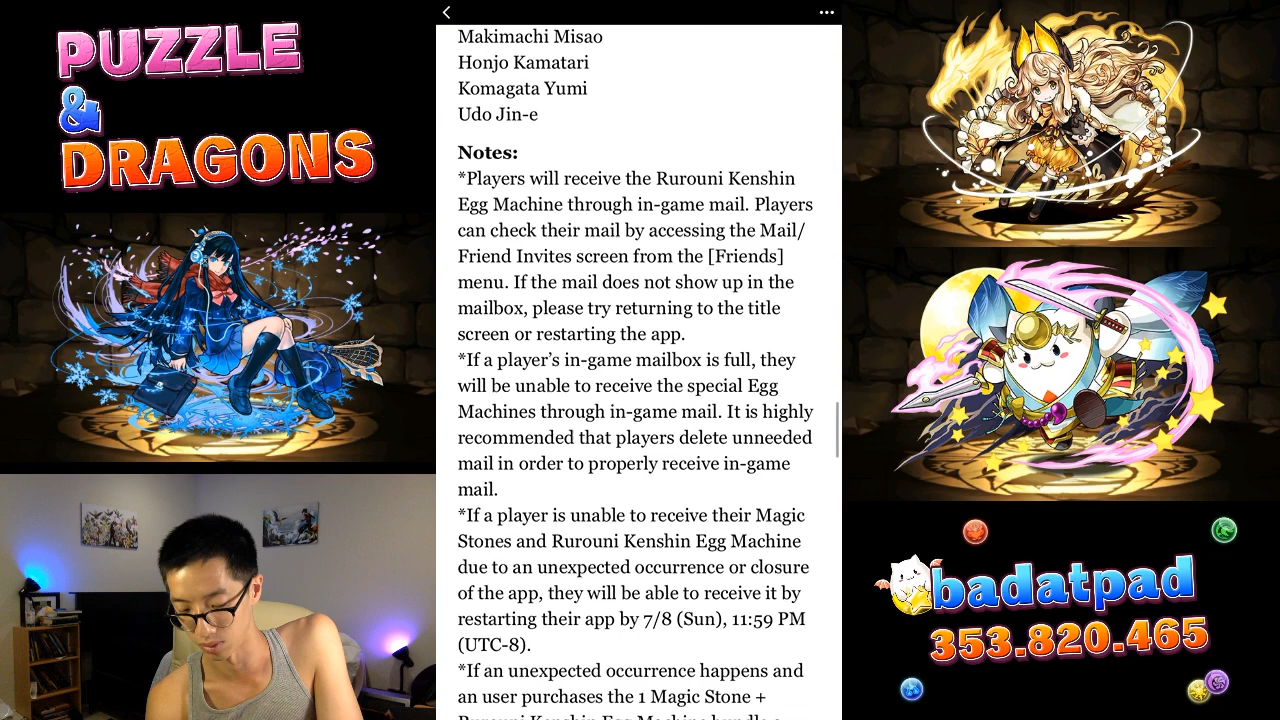 PUZZLE
&
DRAGONS
Makimachi Misao
Honjo Kamatari
Komagata Yumi
Udo Jin-e
Notes:
*Players will receive the Rurouni Kenshin
Egg Machine through in-game mail. Players
can check their mail by accessing the Mail/
Friend Invites screen from the [Friends]
menu. If the mail does not show up in the
mailbox, please try returning to the title
screen or restarting the app.
*If a player’s in-game mailbox is full, they
will be unable to receive the special Egg
Machines through in-game mail. It is highly
recommended that players delete unneeded
mail in order to properly receive in-game
mail.
*If a player is unable to receive their Magic
Stones and Rurouni Kenshin Egg Machine
due to an unexpected occurrence or closure
of the app, they will be able to receive it by
restarting their app by 7/8 (Sun), 11:59 PM
(UTC-8).
*If an unexpected occurrence happens and
an user purchases the 1 Magic Stone +
Rurouni Kenshin Egg Machine bundle
badatpad
353.820.465